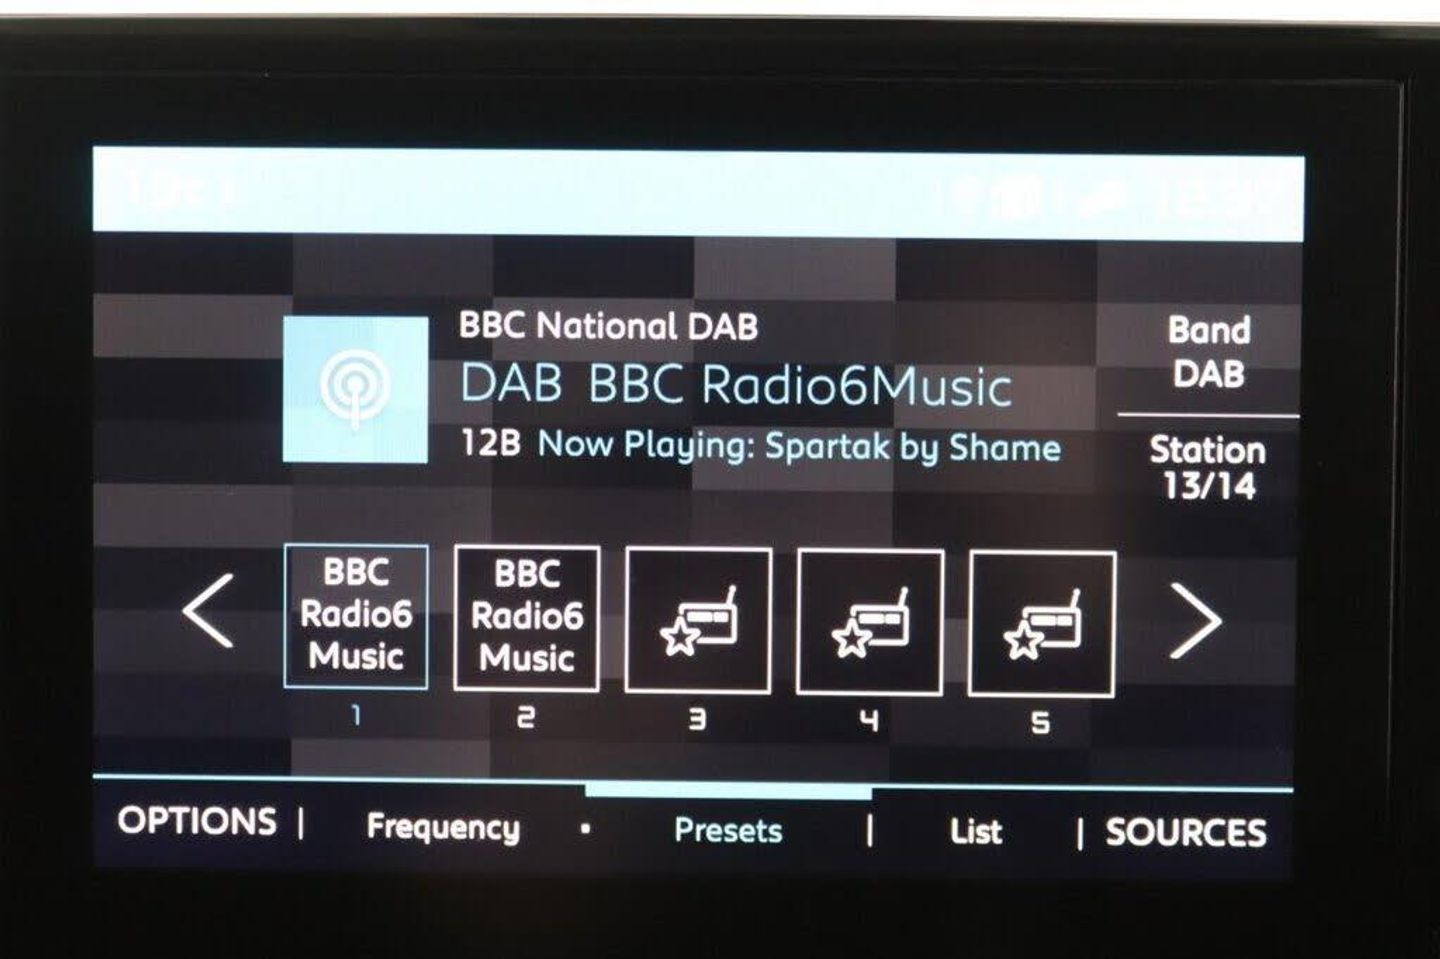 BBC National DAB
DAB BBC Radio6Music
12B Now Playing: Spartak by Shame
Band
DAB
Station
13/14
BBC
Radio6
Music
1
BBC
Radio6
Music
2
3
4
5
OPTIONS | Frequency · Presets | List | SOURCES